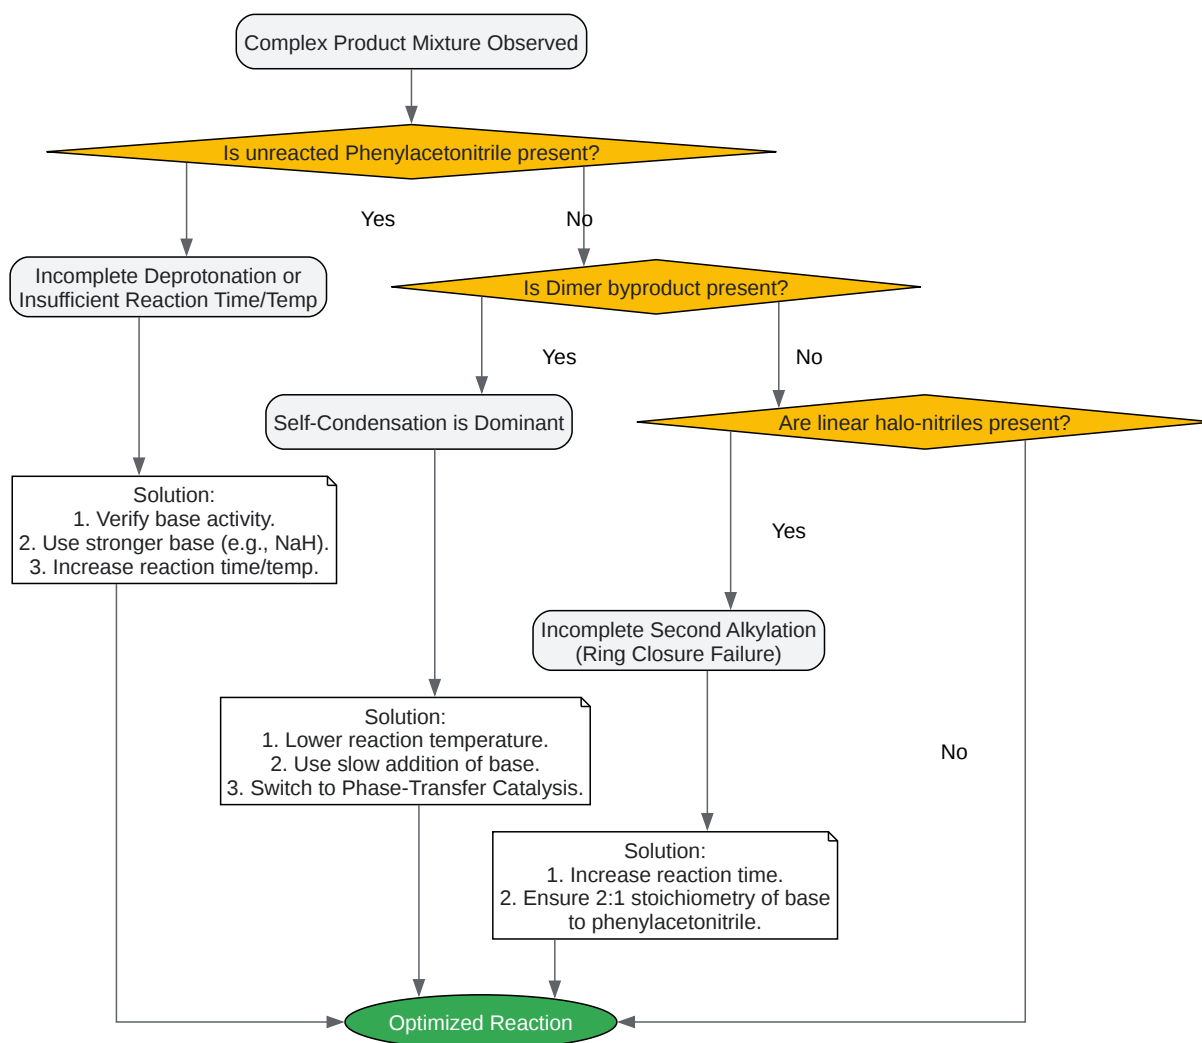 Complex Product Mixture Observed
Is unreacted Phenylacetonitrile present?
Yes
No
Incomplete Deprotonation or
Insufficient Reaction Time/Temp
Is Dimer byproduct present?
Yes
No
Self-Condensation is Dominant
Are linear halo-nitriles present?
Solution:
1. Verify base activity.
2. Use stronger base (e.g., NaH).
3. Increase reaction time/temp.
Yes
Incomplete Second Alkylation
(Ring Closure Failure)
Solution:
1. Lower reaction temperature.
2. Use slow addition of base.
3. Switch to Phase-Transfer Catalysis.
No
Solution:
1. Increase reaction time.
2. Ensure 2:1 stoichiometry of base
to phenylacetonitrile.
Optimized Reaction